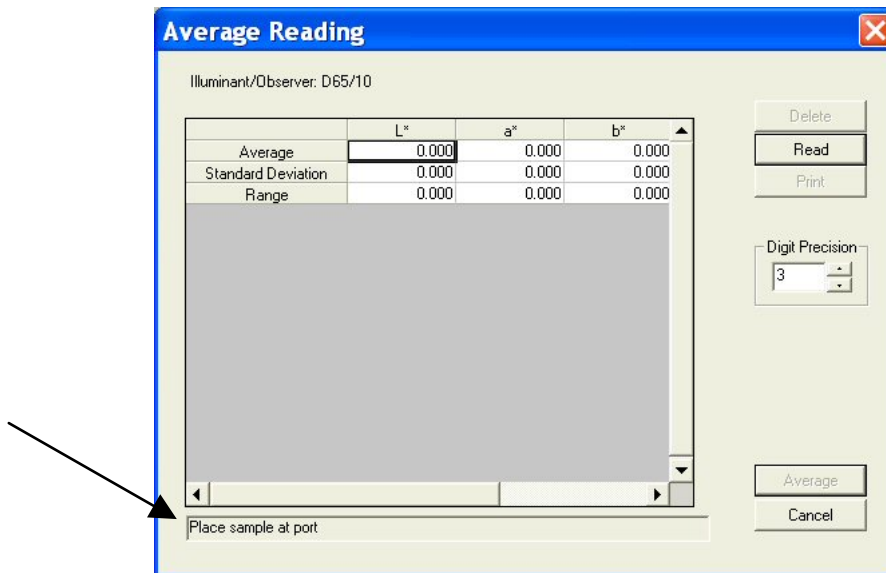 Average Reading
Illuminant/Observer: D65/10
L* a* b*
Average 0.000 0.000 0.000
Standard Deviation 0.000 0.000 0.000
Range 0.000 0.000 0.000
Delete
Read
Print
Digit Precision
3
Average
Cancel
Place sample at port